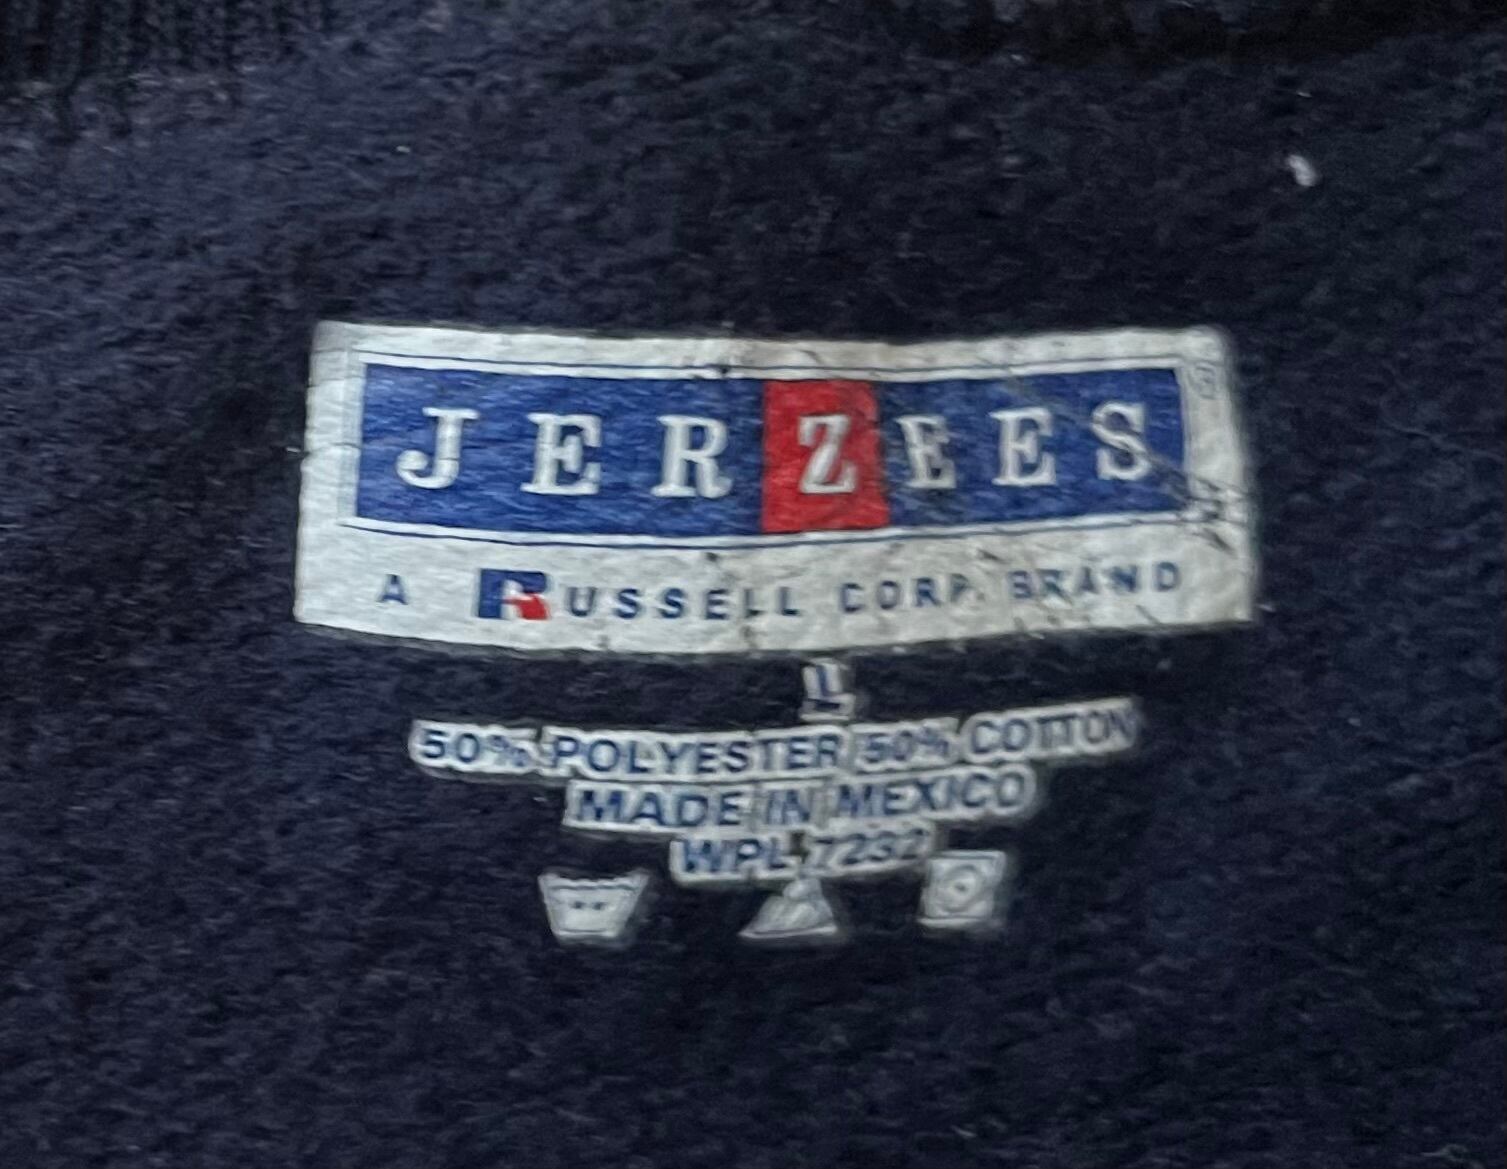 JERZEES
A RUSSELL CORP. BRAND
L
50% POLYESTER/50% COTTON
MADE IN MEXICO
WPL 7232